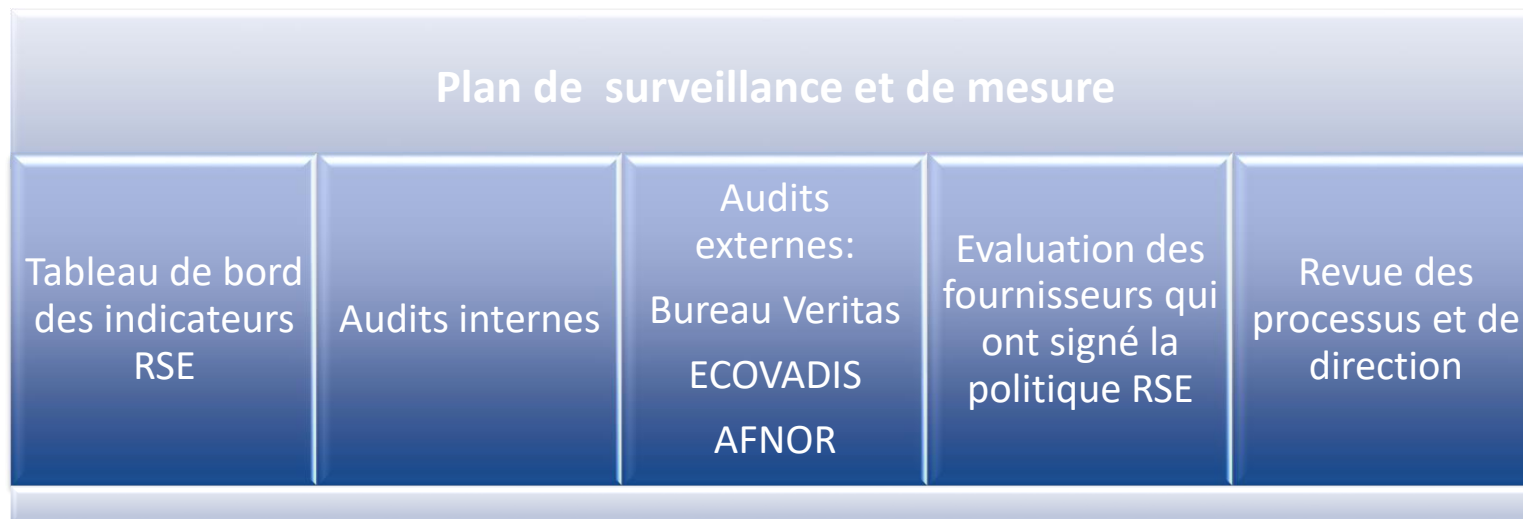 Plan de surveillance et de mesure
Tableau de bord
des indicateurs
RSE
Audits internes
Audits
externes:
Bureau Veritas
ECOVADIS
AFNOR
Evaluation des
fournisseurs qui
ont signé la
politique RSE
Revue des
processus et de
direction